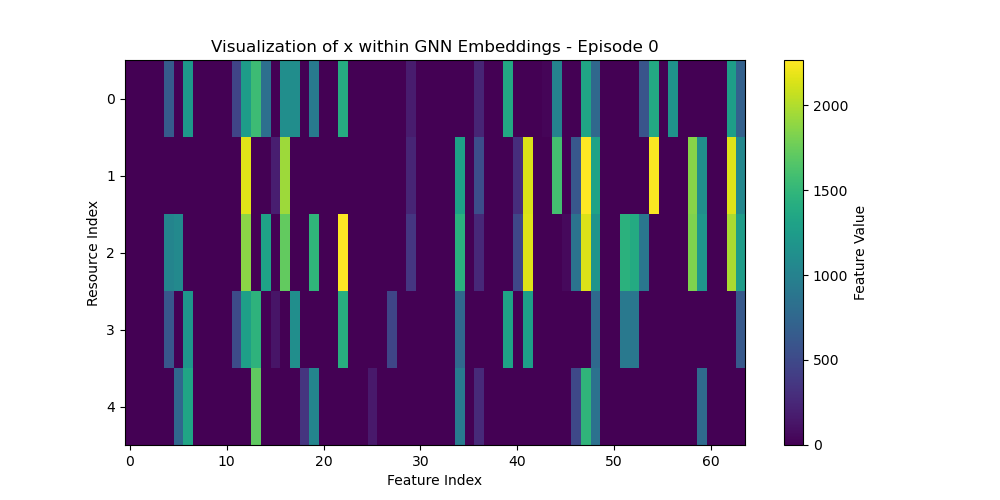 Visualization of x within GNN Embeddings - Episode 0
Resource Index
0
1
2
3
4
0 10 20 30 40 50 60
Feature Index
2000
1500
1000
500
0
Feature Value